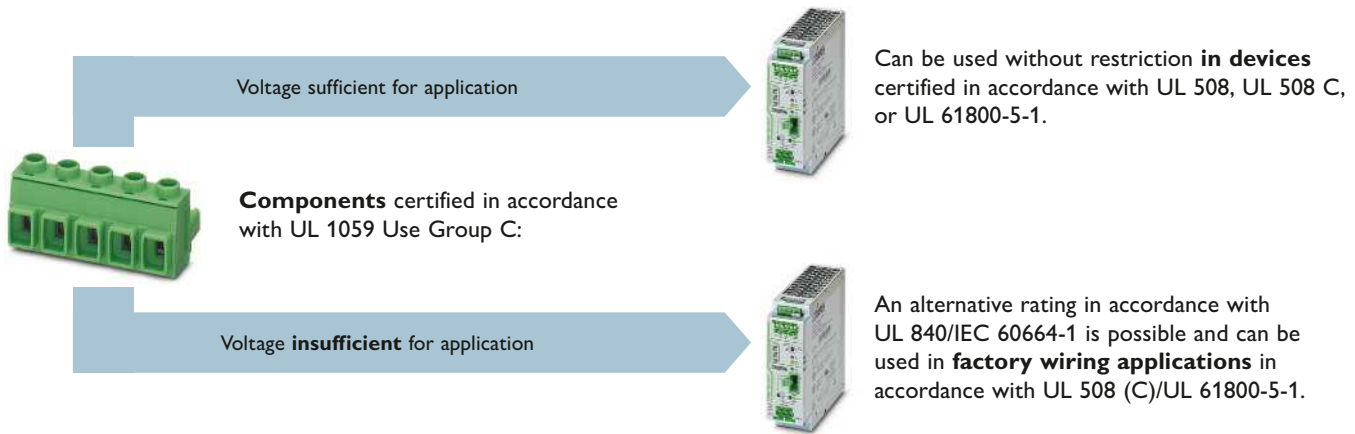 Voltage sufficient for application
Can be used without restriction in devices
certified in accordance with UL 508, UL 508 C,
or UL 61800-5-1.
Components certified in accordance
with UL 1059 Use Group C:
Voltage insufficient for application
An alternative rating in accordance with
UL 840/IEC 60664-1 is possible and can be
used in factory wiring applications in
accordance with UL 508 (C)/UL 61800-5-1.